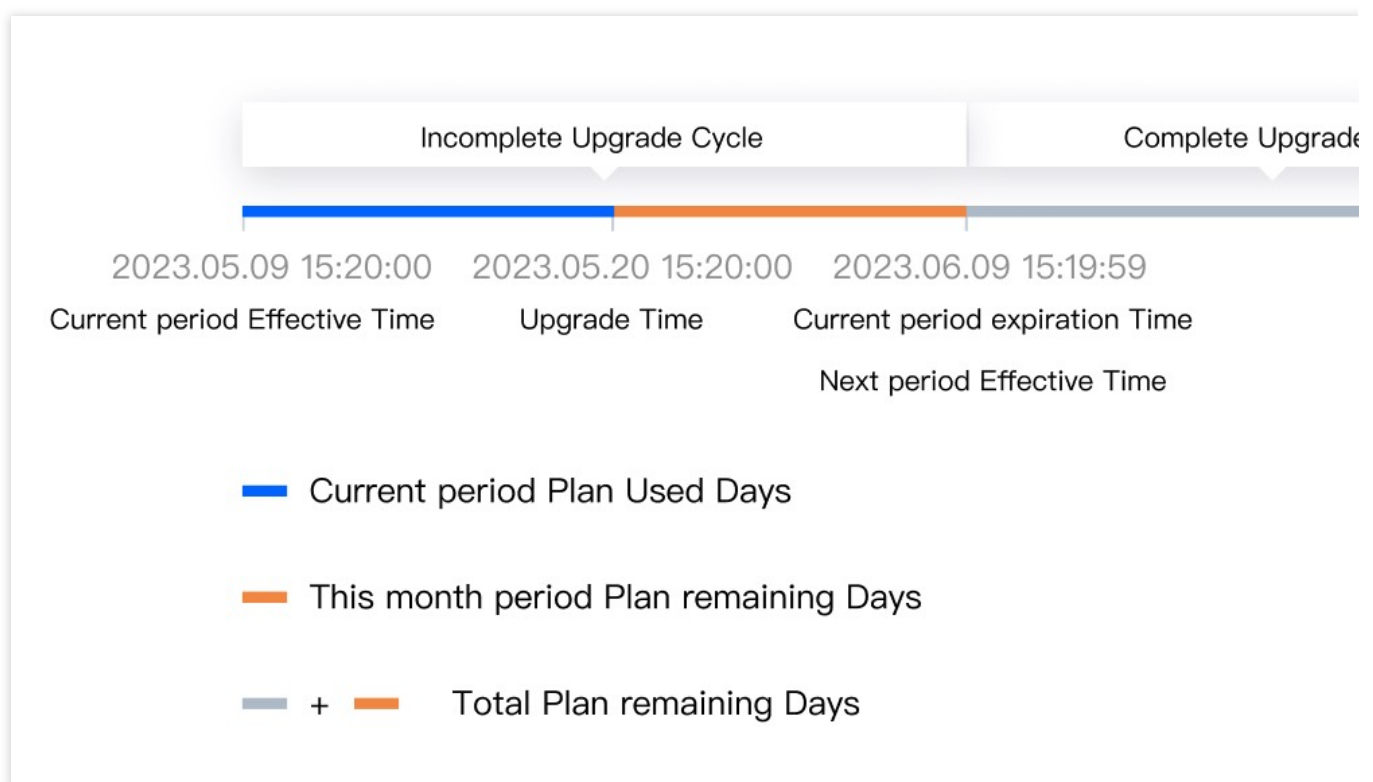 Incomplete Upgrade Cycle
Complete Upgrade
2023.05.09 15:20:00
2023.05.20 15:20:00
2023.06.09 15:19:59
Current period Effective Time
Upgrade Time
Current period expiration Time
Next period Effective Time
Current period Plan Used Days
This month period Plan remaining Days
+ Total Plan remaining Days